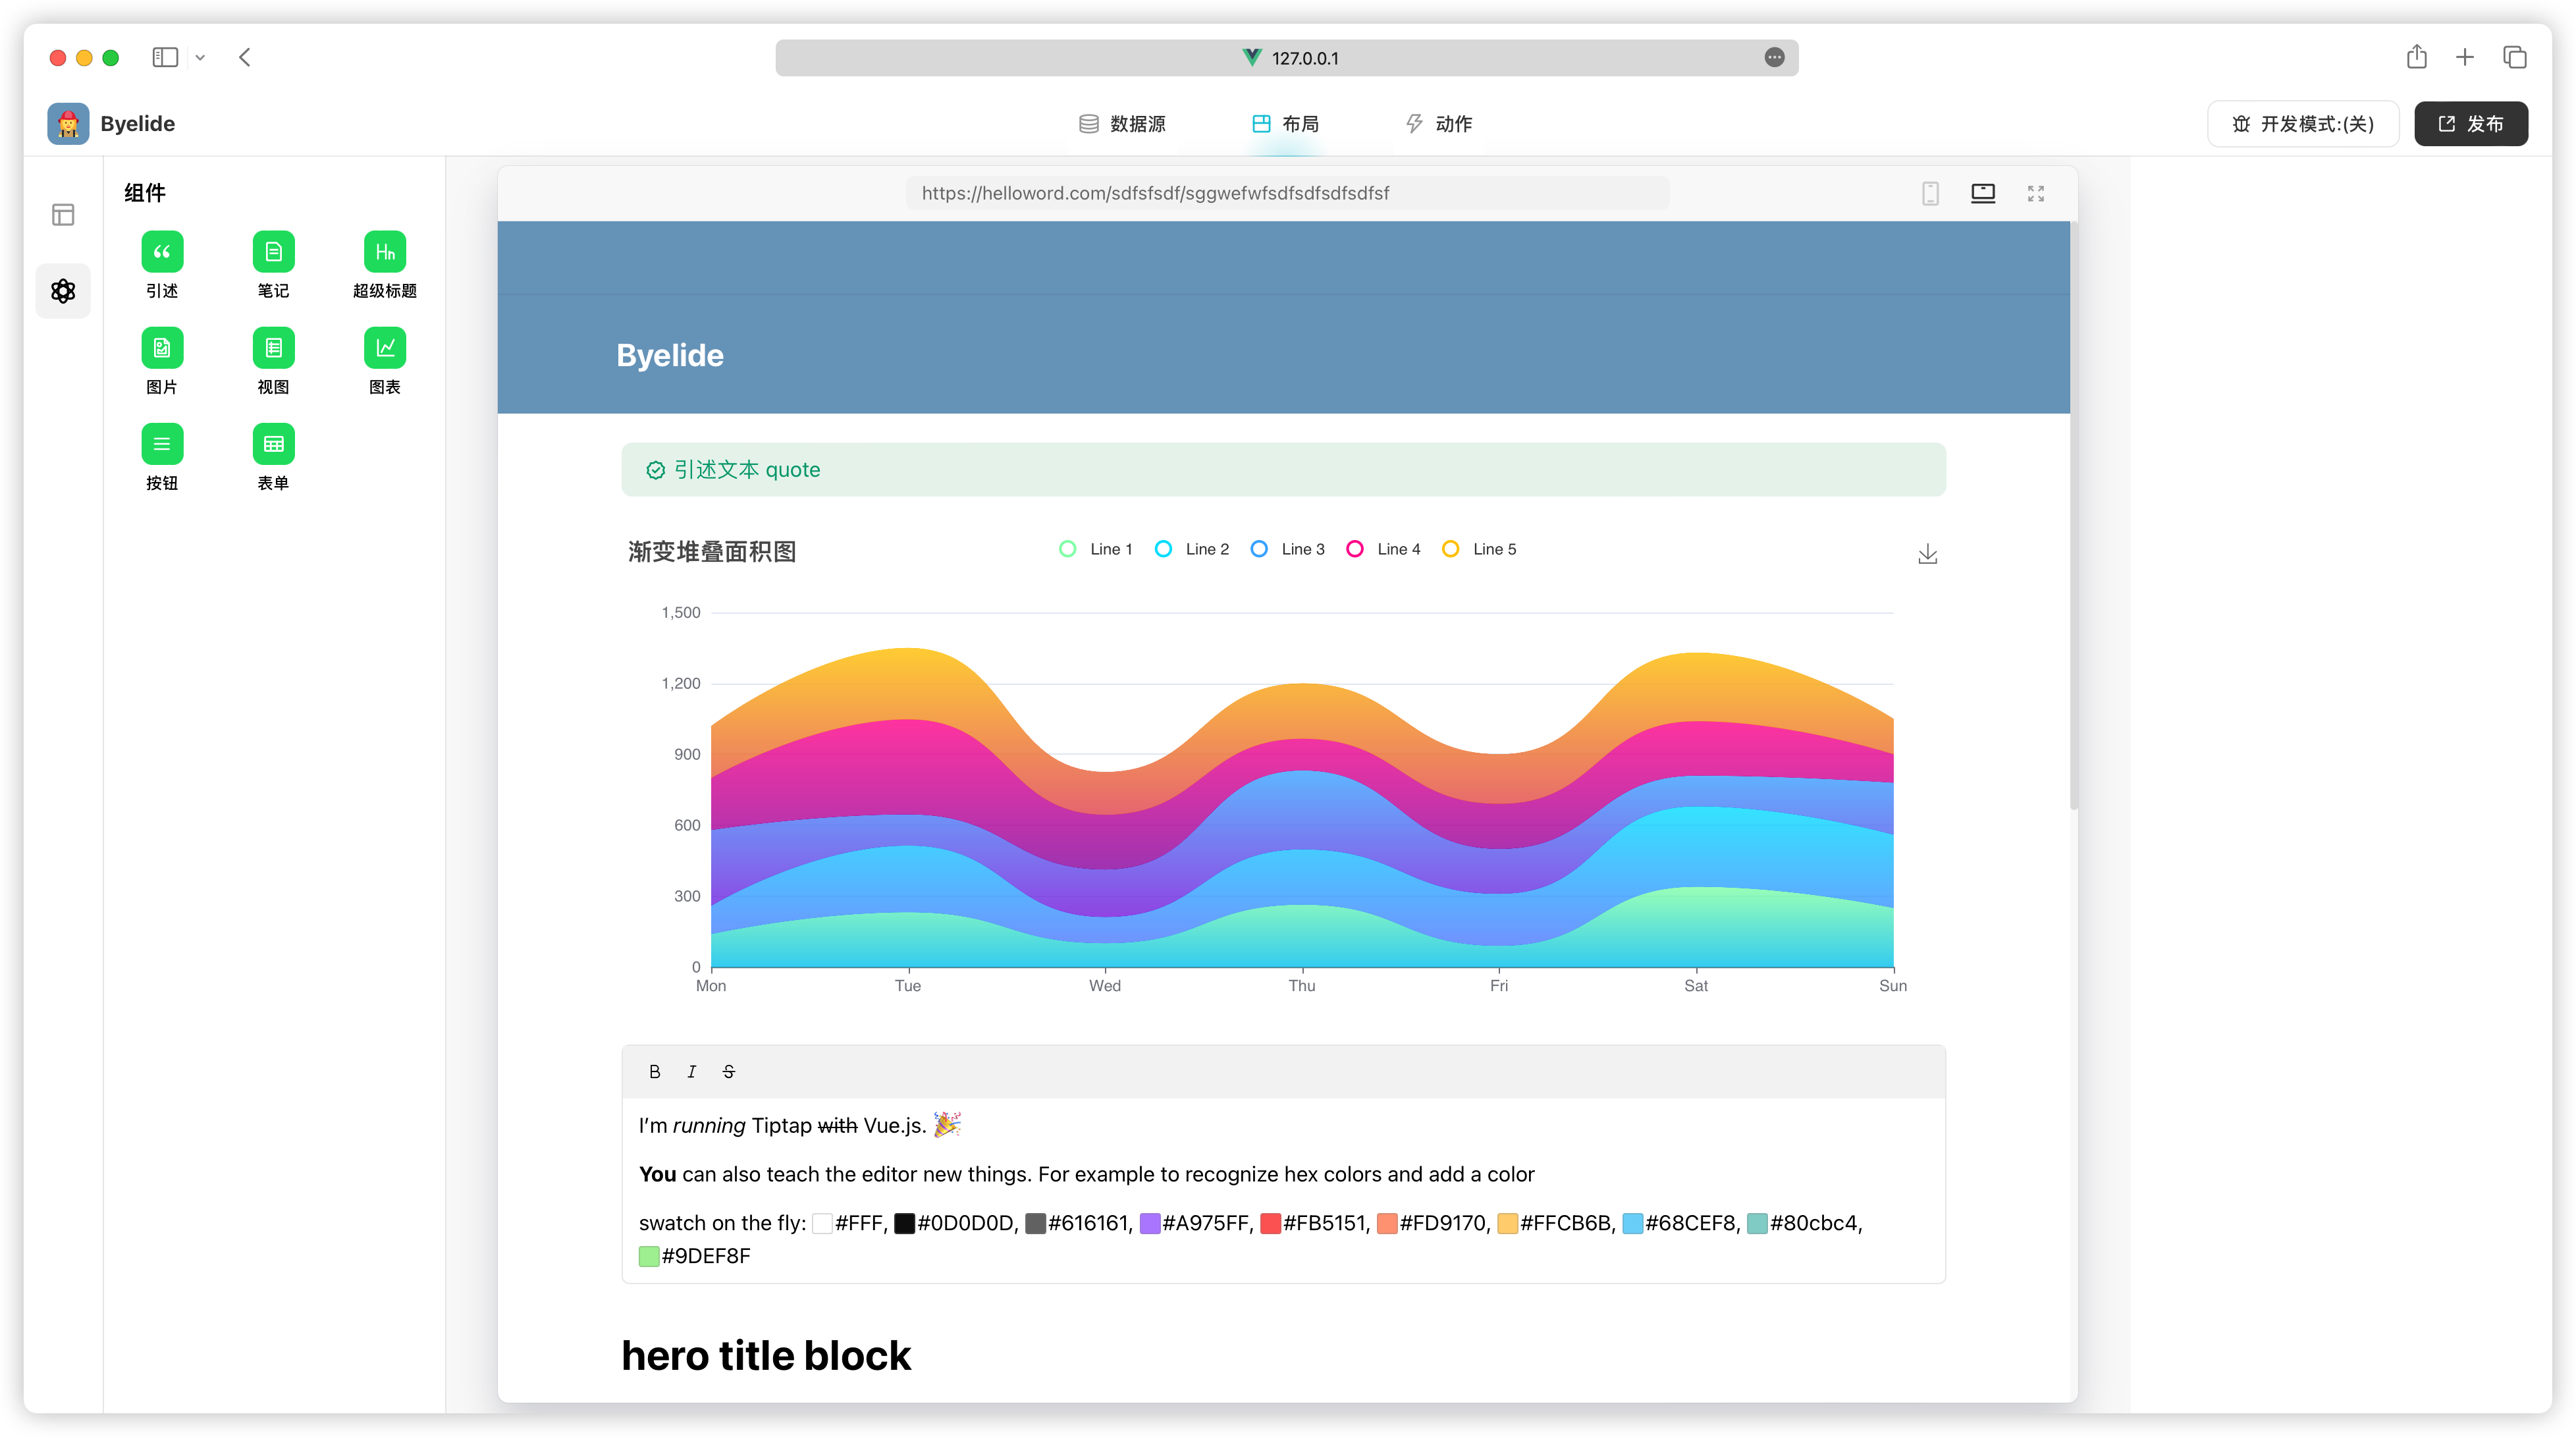 127.0.0.1
Byelide
数据源
布局
动作
开发模式:(关)
发布
组件
引述
笔记
Hn
超级标题
图片
视图
图表
按钮
表单
https://helloword.com/sdfsfsdf/sggwefwfsdfsdfsdfsdfsf
Byelide
引述文本 quote
渐变堆叠面积图
Line 1
Line 2
Line 3
Line 4
Line 5
1,500
1,200
900
600
300
0
Mon
Tue
Wed
Thu
Fri
Sat
Sun
B I S
I’m running Tiptap with Vue.js. 🎉
You can also teach the editor new things. For example to recognize hex colors and add a color
swatch on the fly: #FFF, #0D0D0D, #616161, #A975FF, #FB5151, #FD9170, #FFCB6B, #68CEF8, #80cbc4,
#9DEF8F
hero title block